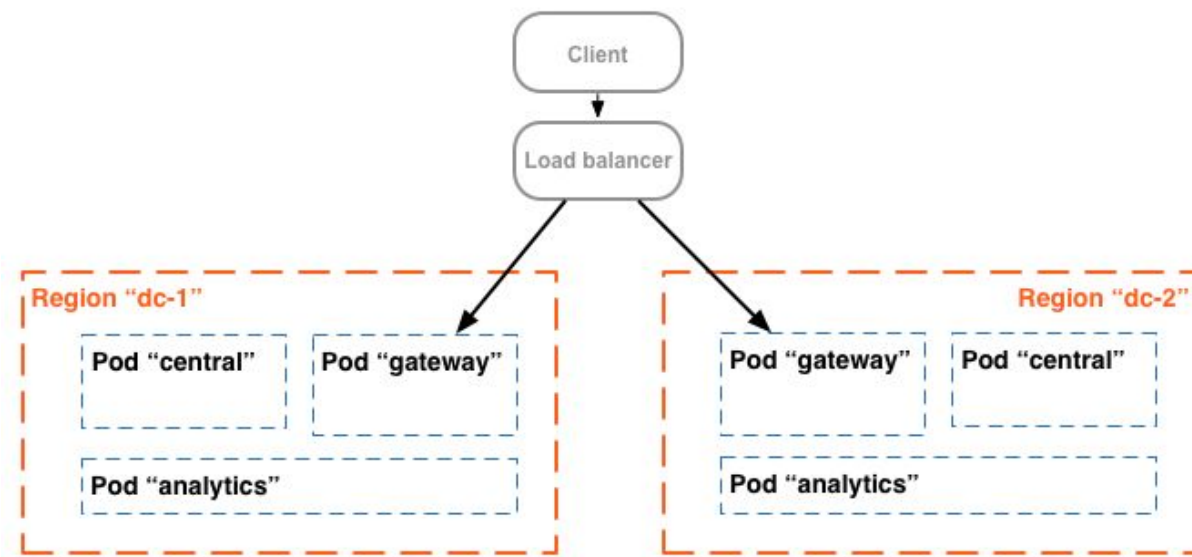 Client
Load balancer
Region “dc-1”
Region “dc-2”
Pod “central”
Pod “gateway”
Pod “gateway”
Pod “central”
Pod “analytics”
Pod “analytics”